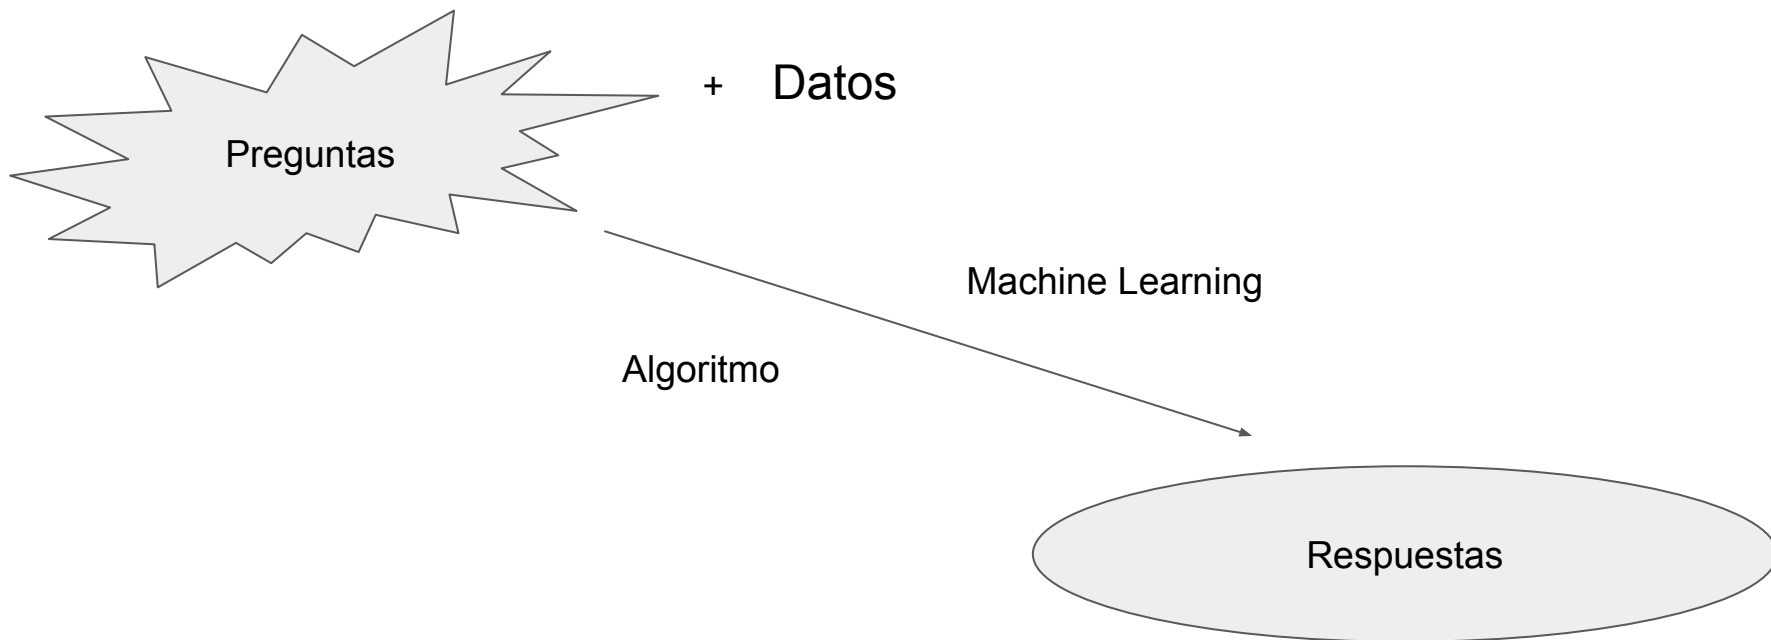 + Datos
Preguntas
Machine Learning
Algoritmo
Respuestas